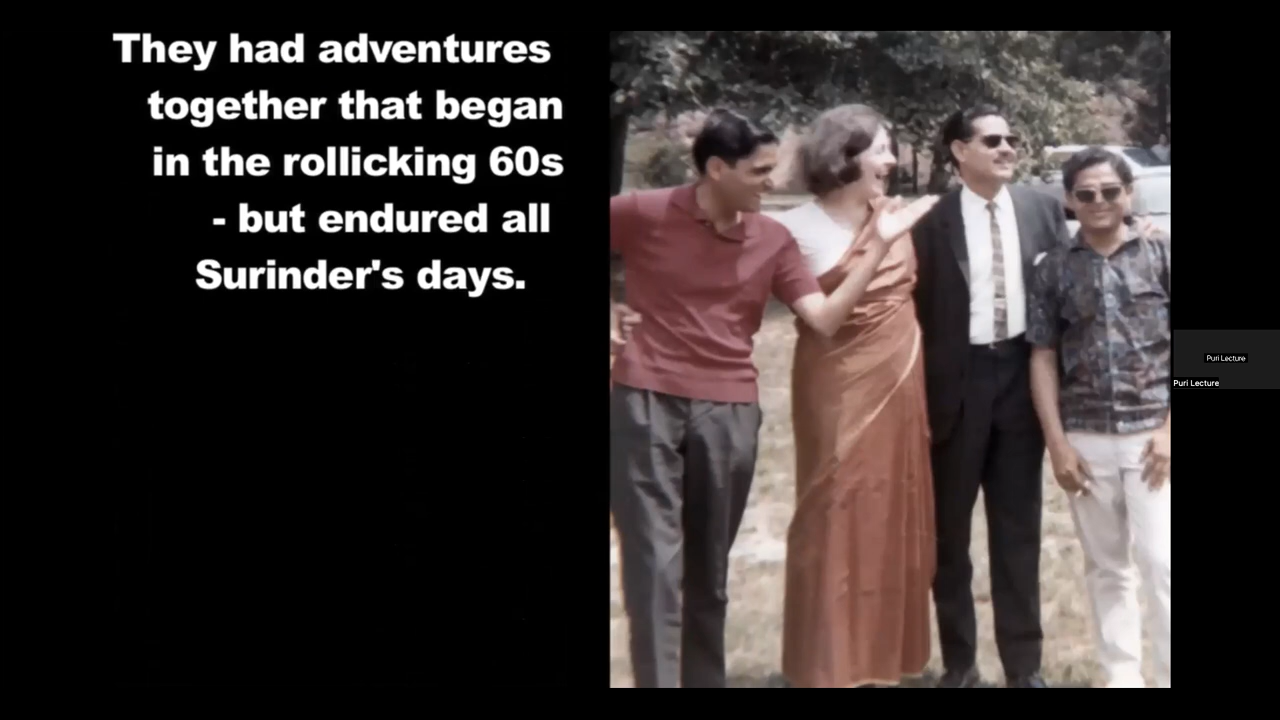 They had adventures
together that began
in the rollicking 60s
- but endured all
Surinder's days.
Puri Lecture
Puri Lecture